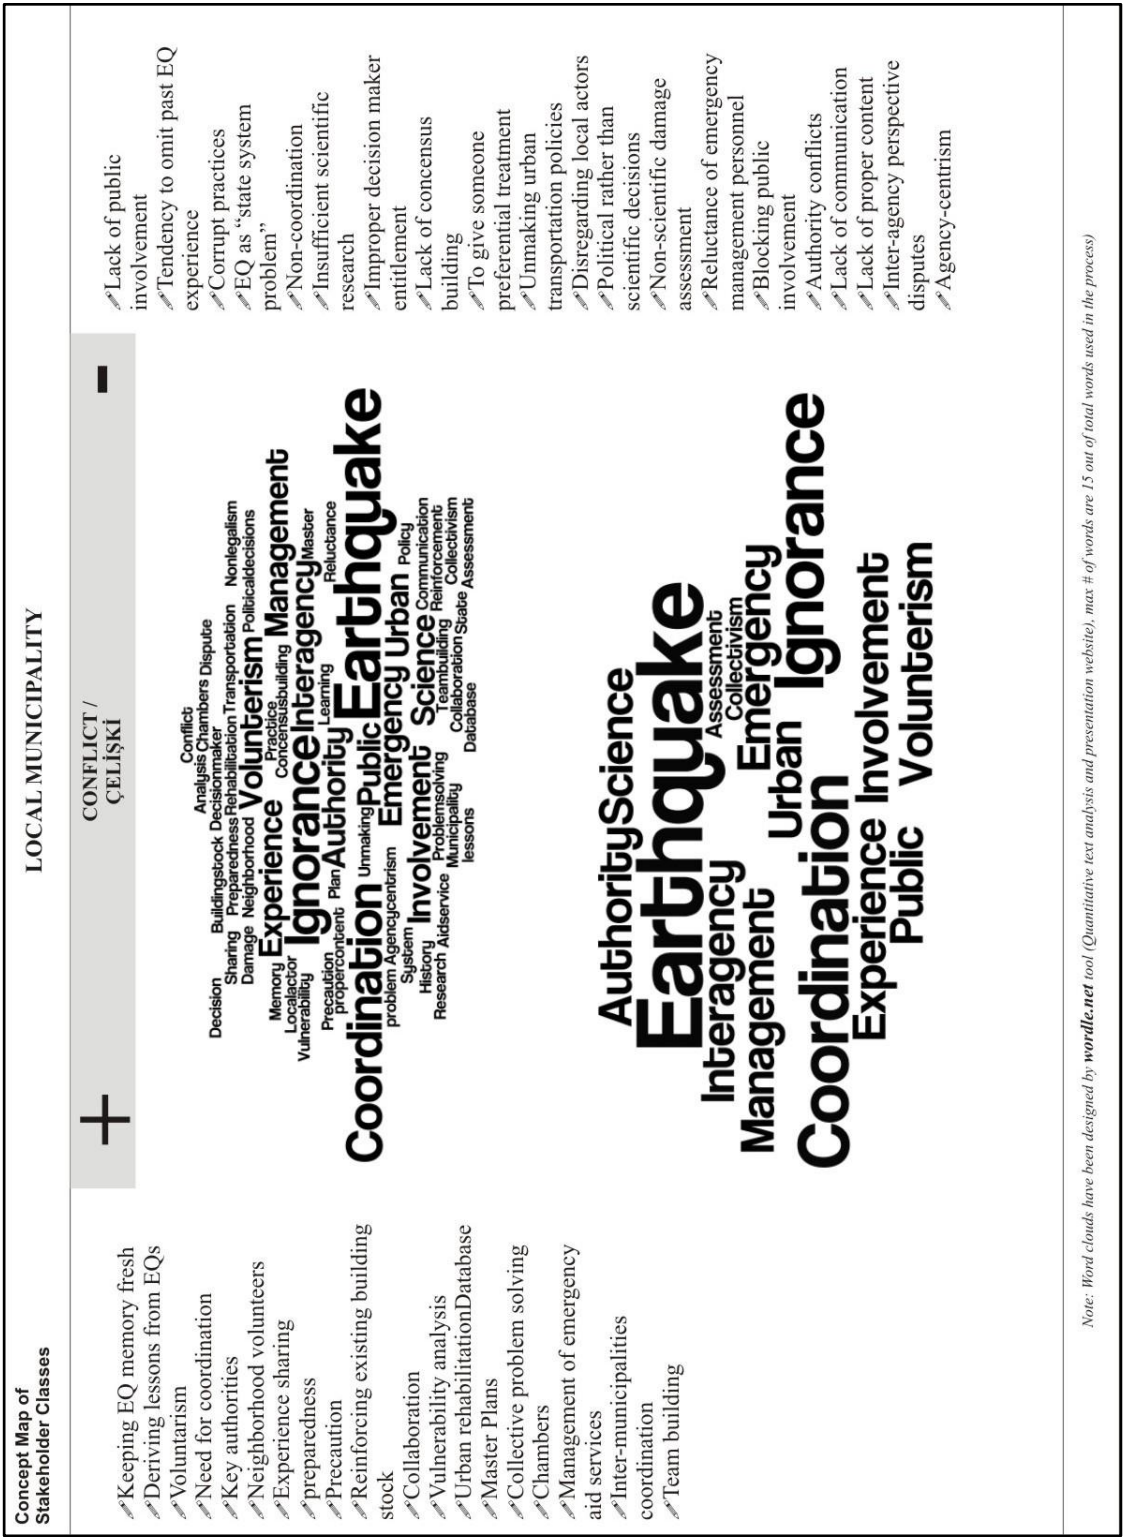 Concept Map of
Stakeholder Classes
LOCAL MUNICIPALITY
+
CONFLICT /
ÇELİŞKİ
-
Keeping EQ memory fresh
Deriving lessons from EQs
Voluntarism
Need for coordination
Key authorities
Neighborhood volunteers
Experience sharing
preparedness
Precaution
Reinforcing existing building
stock
Collaboration
Vulnerability analysis
Urban rehabilitationDatabase
Master Plans
Collective problem solving
Chambers
Management of emergency
aid services
Inter-municipalities
coordination
Team building
Conflict
Analysis Chambers Dispute
Decision Buildingstock Decisionmaker
Sharing Preparedness Rehabilitation Transportation Nonlegalism
Damage Neighborhood Volunterism Politicaldecisions
Experience Practice
Memory Concensusbuilding Management
Localactor Ignorance Interagency Master
Vulnerability
Precaution Learning Reluctance
propercontent Plan Authority
Coordination Unmaking Public Earthquake
problem Agencycentrism Emergency Urban Policy
System Involvement Science Communication
History Problemsolving Teambuilding Reinforcement
Research Aidservice Municipality Collaboration State Collectivism
lessons Database Assessment
Authority Science
Earthquake
Interagency Assessment
Collectivism
Management Emergency
Urban
Coordination Ignorance
Experience Involvement
Public Volunterism
Lack of public
involvement
Tendency to omit past EQ
experience
Corrupt practices
EQ as “state system
problem”
Non-coordination
Insufficient scientific
research
Improper decision maker
entitlement
Lack of concensus
building
To give someone
preferential treatment
Unmaking urban
transportation policies
Disregarding local actors
Political rather than
scientific decisions
Non-scientific damage
assessment
Reluctance of emergency
management personnel
Blocking public
involvement
Authority conflicts
Lack of communication
Lack of proper content
Inter-agency perspective
disputes
Agency-centrism
Note: Word clouds have been designed by wordle.net tool (Quantitative text analysis and presentation website), max # of words are 15 out of total words used in the process)